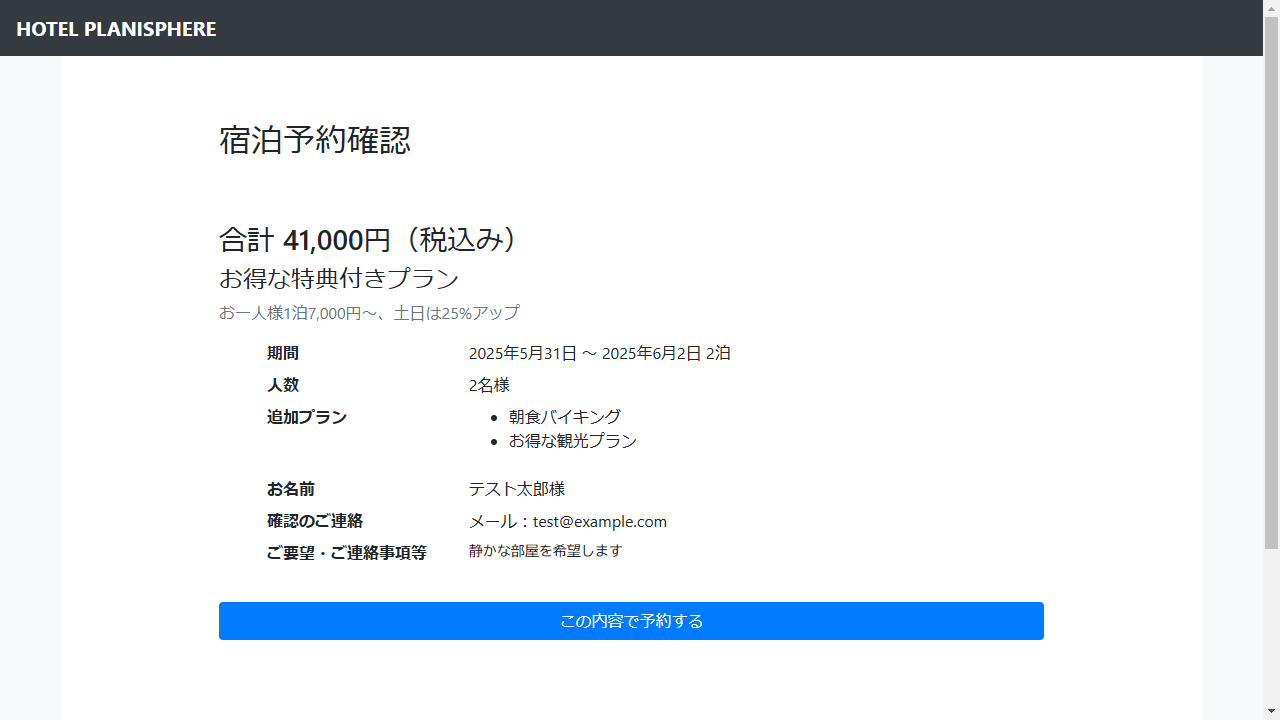 HOTEL PLANISPHERE
宿泊予約確認
合計 41,000円（税込み）
お得な特典付きプラン
お一人様1泊7,000円〜、土日は25%アップ
期間 2025年5月31日 〜 2025年6月2日 2泊
人数 2名様
追加プラン • 朝食バイキング
• お得な観光プラン
お名前 テスト太郎様
確認のご連絡 メール：test@example.com
ご要望・ご連絡事項等 静かな部屋を希望します
この内容で予約する